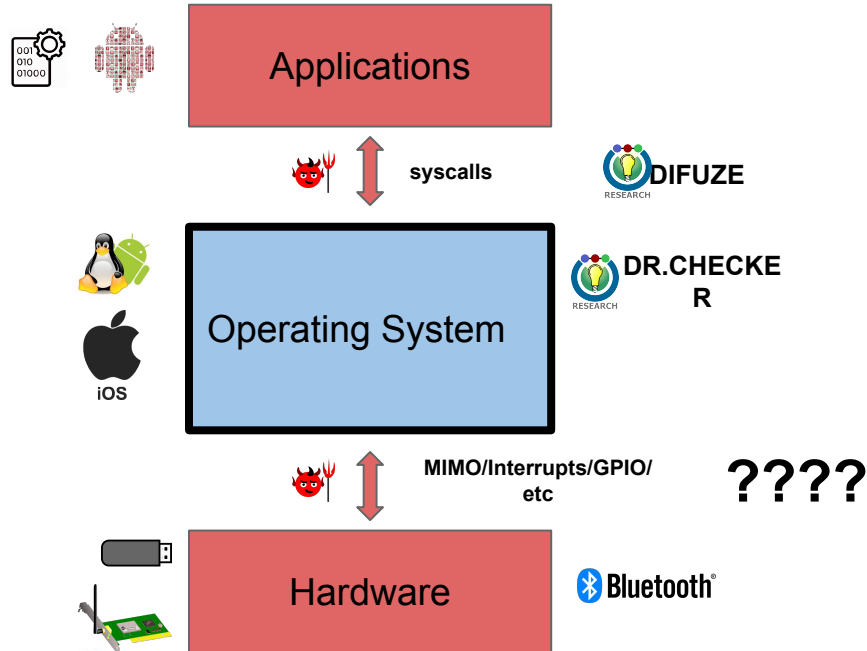 001
010
01000
Applications
syscalls
RESEARCH
DIFUZE
Operating System
iOS
RESEARCH
DR.CHECKE
R
MIMO/Interrupts/GPIO/
etc
????
Hardware
Bluetooth®